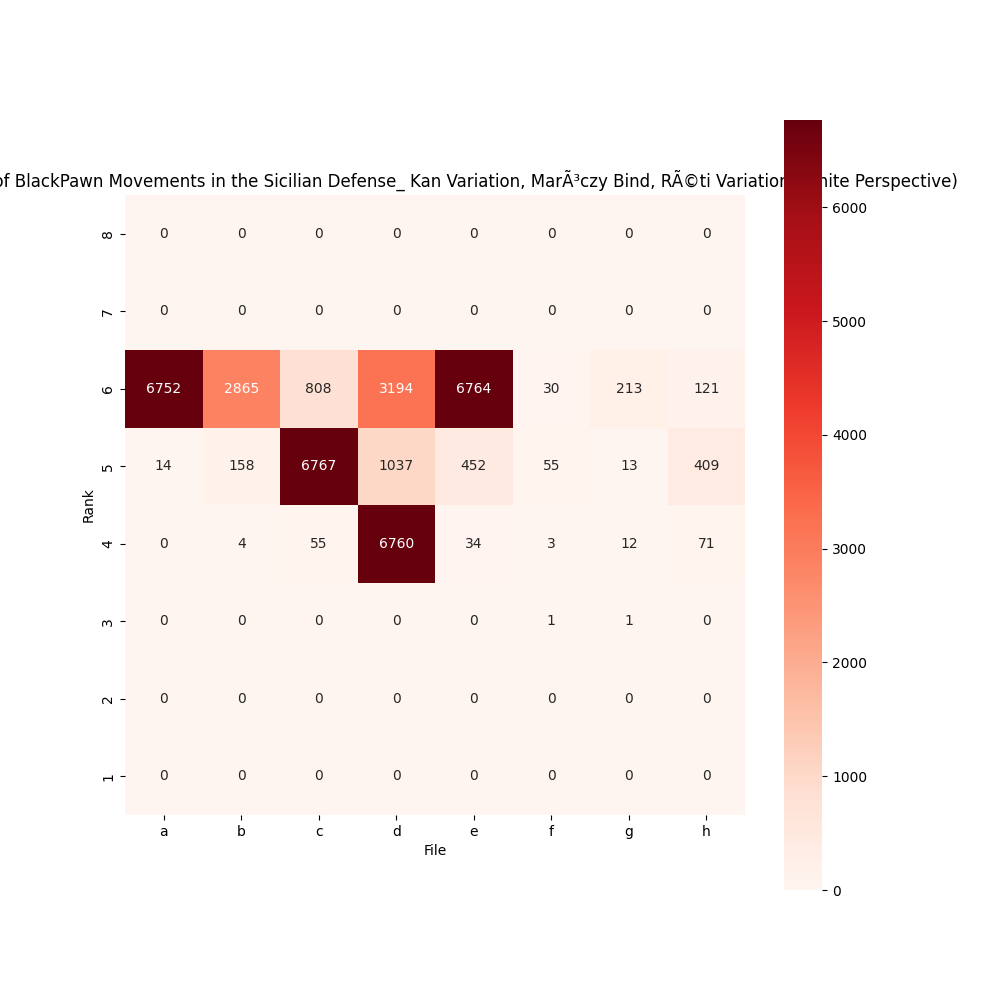 of BlackPawn Movements in the Sicilian Defense_ Kan Variation, MarÃ³czy Bind, RÃ©ti Variation Perspective)
8 0 0 0 0 0 0 0 0
7 0 0 0 0 0 0 0 0
6 6752 2865 808 3194 6764 30 213 121
5 14 158 6767 1037 452 55 13 409
4 0 4 55 6760 34 3 12 71
3 0 0 0 0 0 1 1 0
2 0 0 0 0 0 0 0 0
1 0 0 0 0 0 0 0 0
a b c d e f g h
File
Rank
6000
5000
4000
3000
2000
1000
0